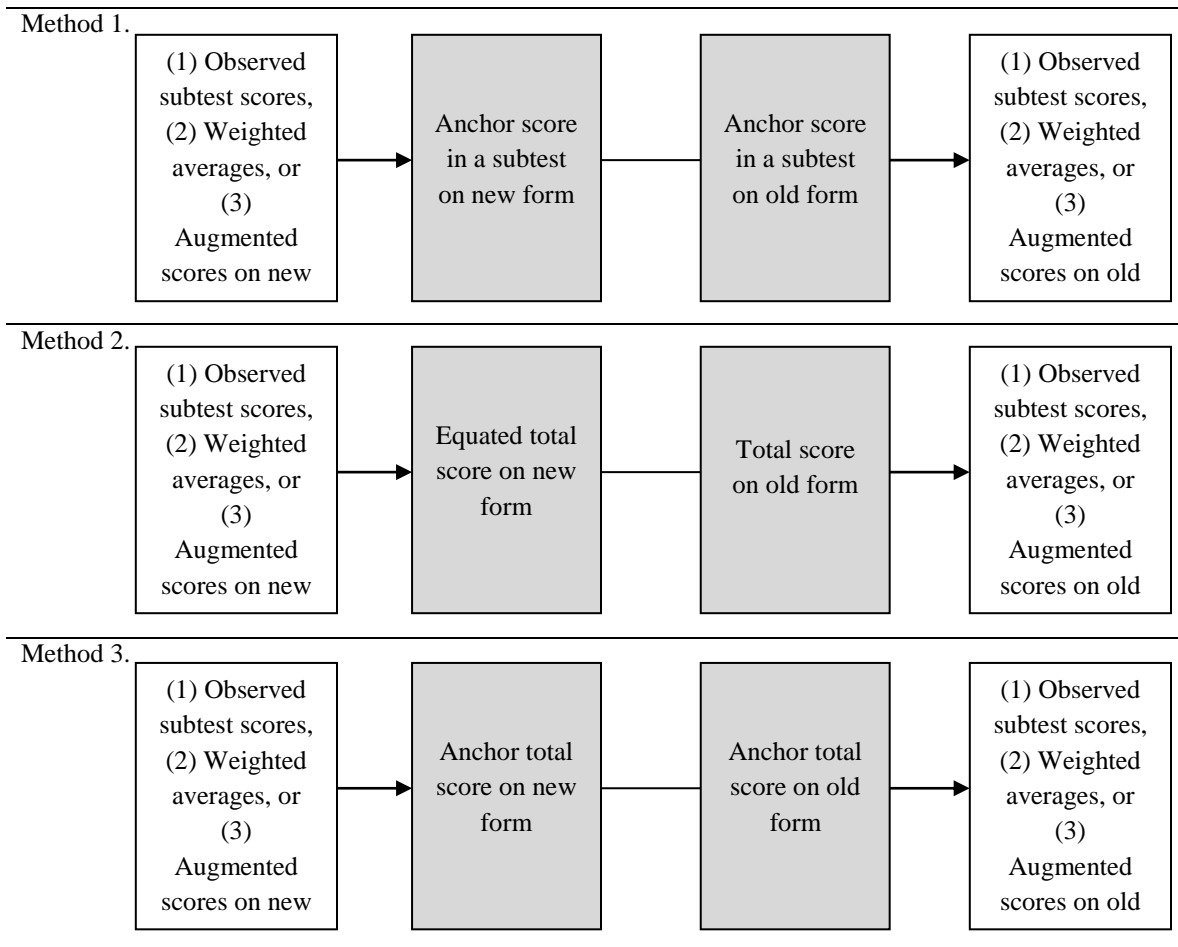 Method 1.
(1) Observed
subtest scores,
(2) Weighted
averages, or
(3)
Augmented
scores on new
Anchor score
in a subtest
on new form
Anchor score
in a subtest
on old form
(1) Observed
subtest scores,
(2) Weighted
averages, or
(3)
Augmented
scores on old
Method 2.
(1) Observed
subtest scores,
(2) Weighted
averages, or
(3)
Augmented
scores on new
Equated total
score on new
form
Total score
on old form
(1) Observed
subtest scores,
(2) Weighted
averages, or
(3)
Augmented
scores on old
Method 3.
(1) Observed
subtest scores,
(2) Weighted
averages, or
(3)
Augmented
scores on new
Anchor total
score on new
form
Anchor total
score on old
form
(1) Observed
subtest scores,
(2) Weighted
averages, or
(3)
Augmented
scores on old